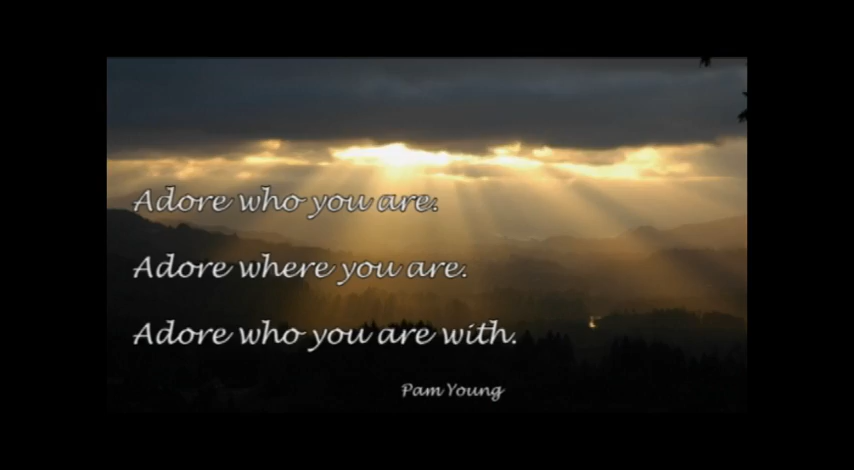 Adore who you are.
Adore where you are.
Adore who you are with.
Pam Young